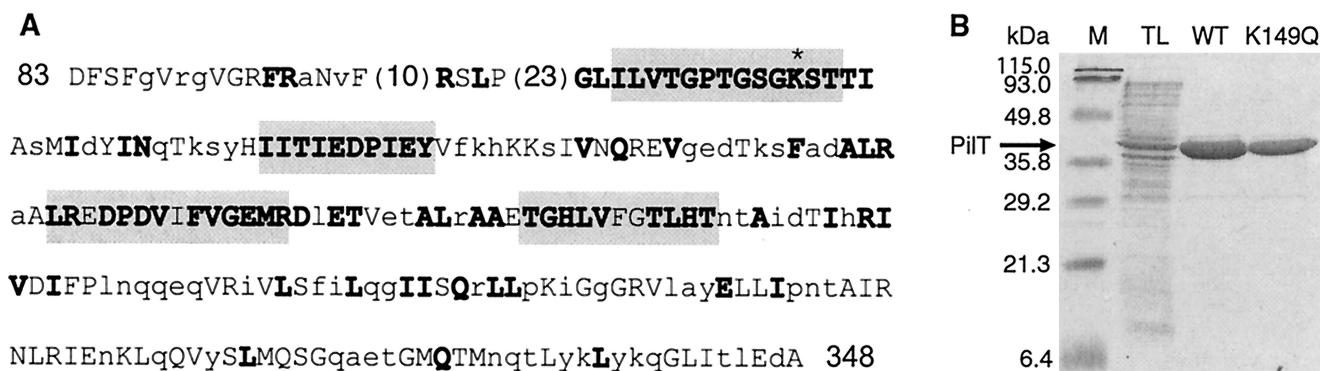 A
*
83 DFSFgVrgVGRFRaNvF(10)RSLP(23)GLILVTGPTGSGKSTTI
AsMIdYINqTksyHIITIEDPIEYVfkhKKsIVNQREVgedTksFadALR
aALREDPDVIFVGEMRDlETVetALrAAETGHLVFGTLHTntAidTIhRI
VDIFPlnqqeqVRiVLSfiLqgIISQrLLpKiGgGRVlayELLIpntAIR
NLRIEnKLqQVySLMQSGqaetGMQTMnqtLykLykqGLItlEdA 348
B
kDa M TL WT K149Q
115.0
93.0
49.8
PilT
35.8
29.2
21.3
6.4